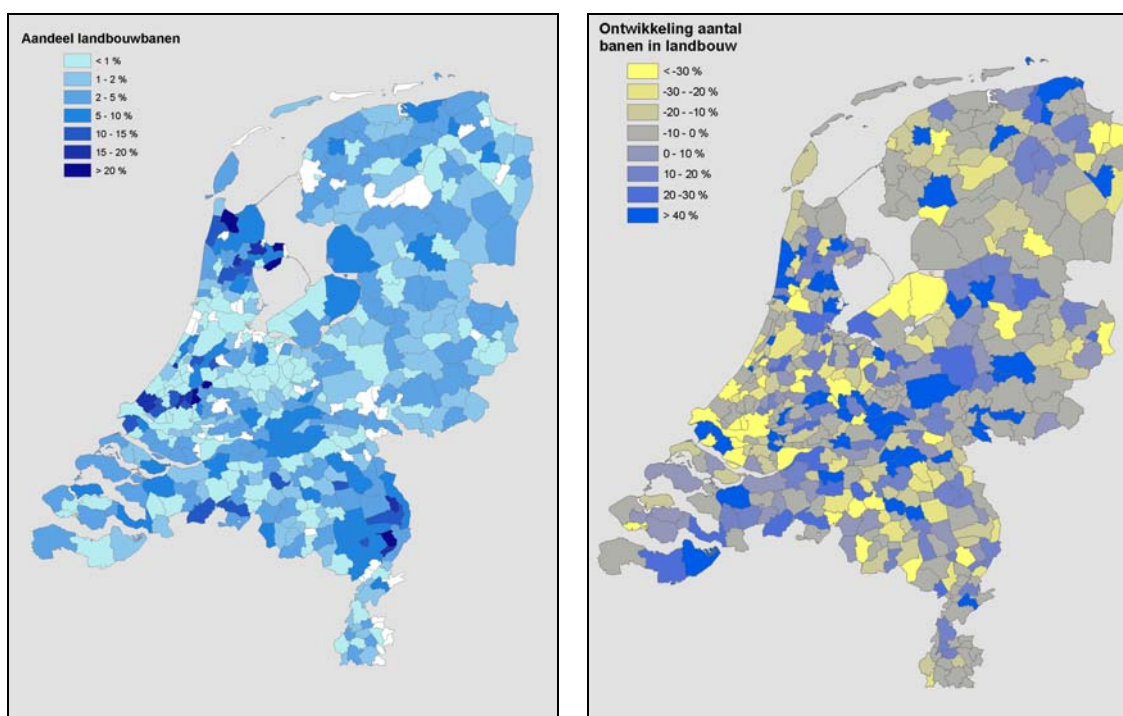 Aandeel landbouwbanen
< 1 %
1 - 2 %
2 - 5 %
5 - 10 %
10 - 15 %
15 - 20 %
> 20 %
Ontwikkeling aantal
banen in landbouw
< -30 %
-30 - -20 %
-20 - -10 %
-10 - 0 %
0 - 10 %
10 - 20 %
20 -30 %
> 40 %